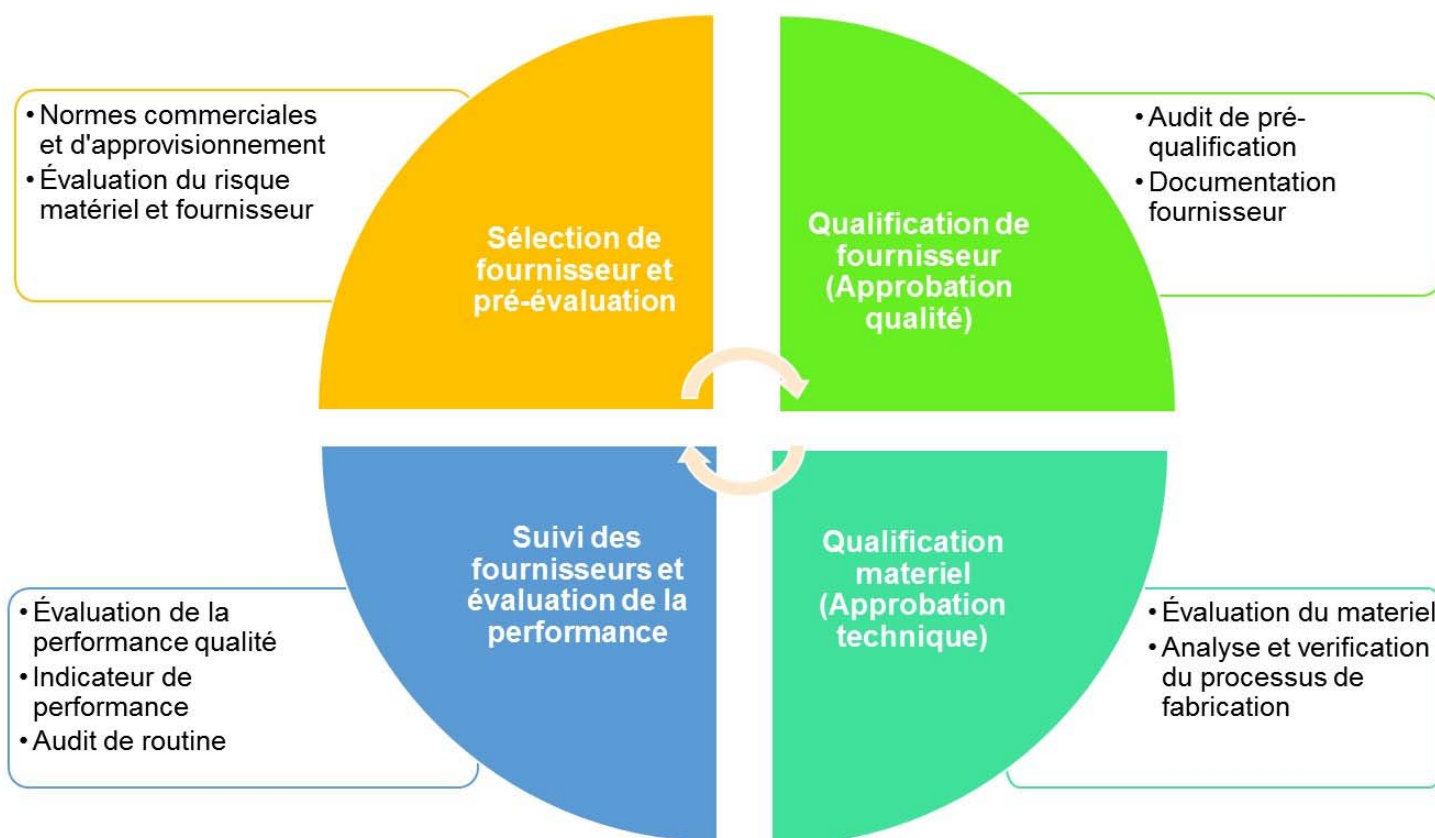 • Normes commerciales
et d'approvisionnement
• Évaluation du risque
matériel et fournisseur
Sélection de
fournisseur et
pré-évaluation
Qualification de
fournisseur
(Approbation
qualité)
• Audit de pré-
qualification
• Documentation
fournisseur
• Évaluation de la
performance qualité
• Indicateur de
performance
• Audit de routine
Suivi des
fournisseurs et
évaluation de la
performance
Qualification
materiel
(Approbation
technique)
• Évaluation du materiel
• Analyse et verification
du processus de
fabrication